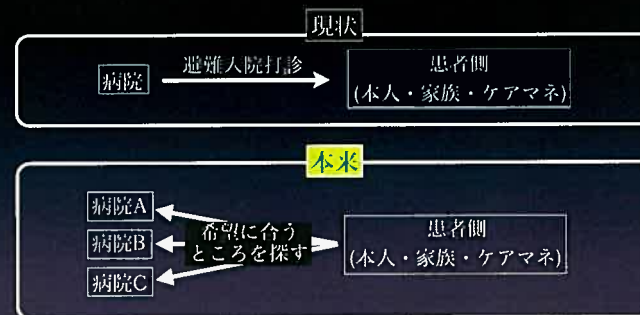 現状
病院
避難入院打診
患者側
(本人・家族・ケアマネ)
本来
病院A
病院B
病院C
希望に合う
ところを探す
患者側
(本人・家族・ケアマネ)